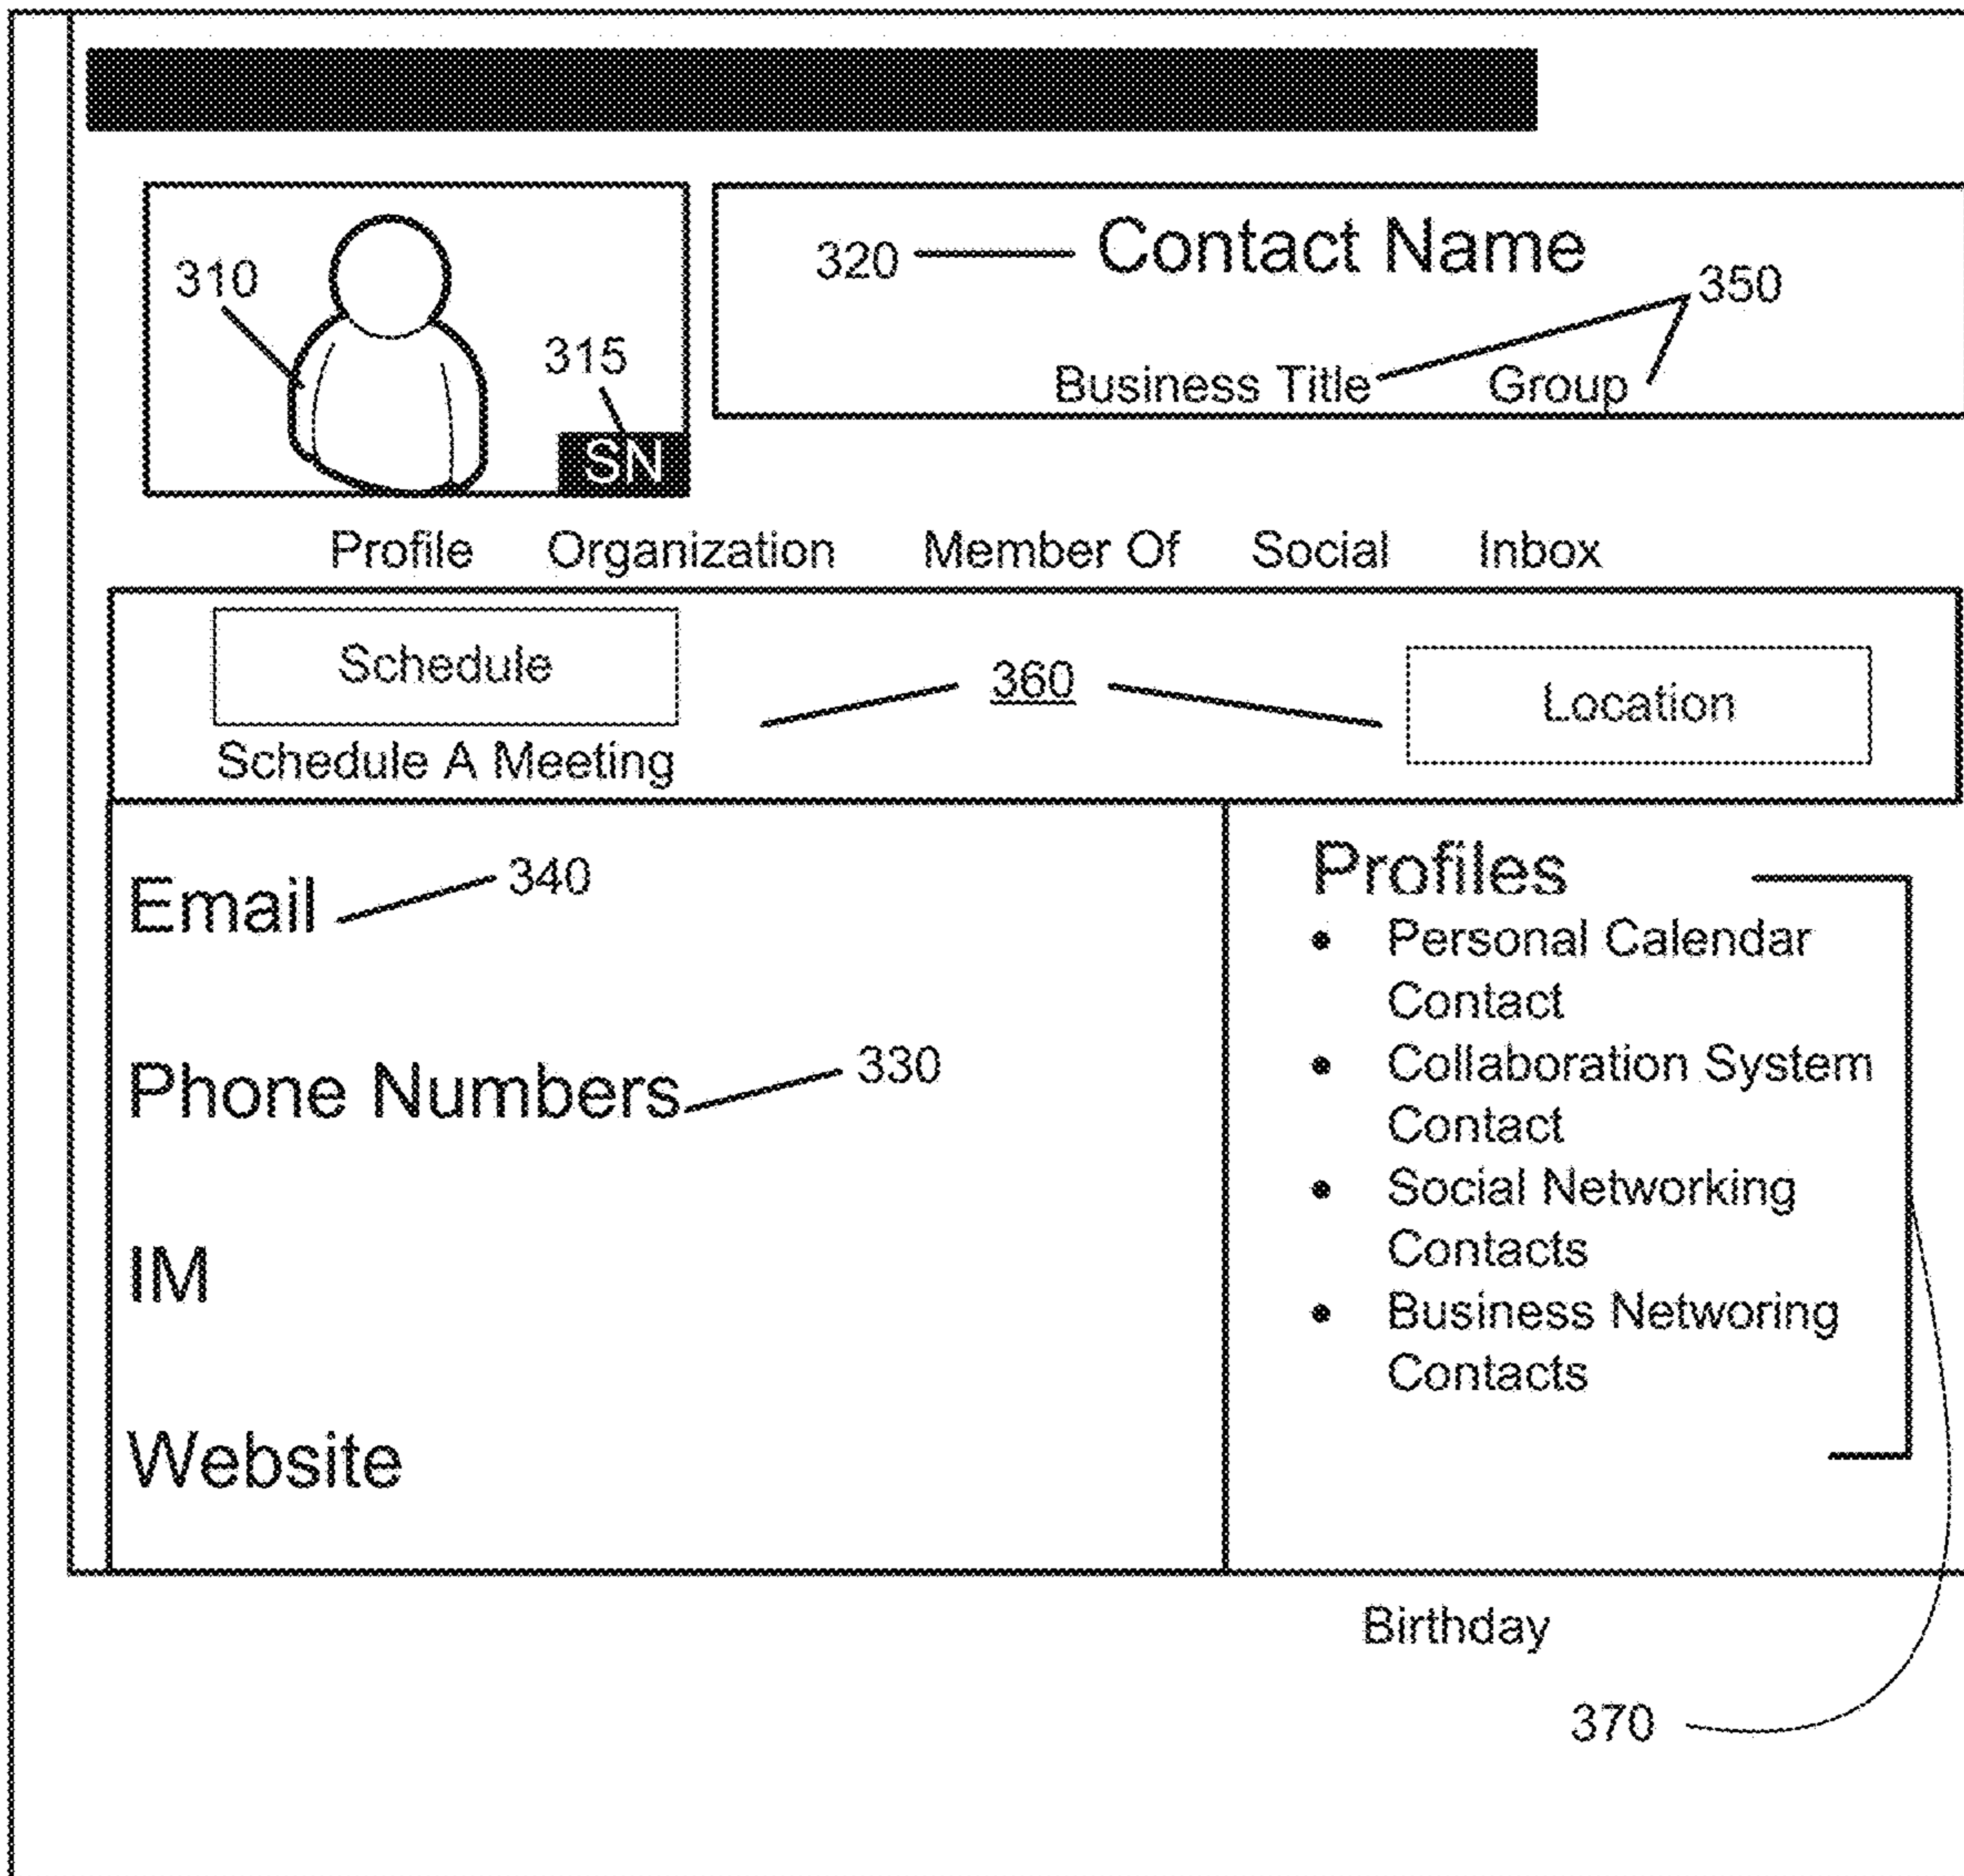 310
315
SN
320
Contact Name
350
Business Title
Group
Profile Organization Member Of Social Inbox
Schedule
Schedule A Meeting
360
Location
Email
340
Phone Numbers
330
IM
Website
Profiles
• Personal Calendar
Contact
• Collaboration System
Contact
• Social Networking
Contacts
• Business Networing
Contacts
Birthday
370